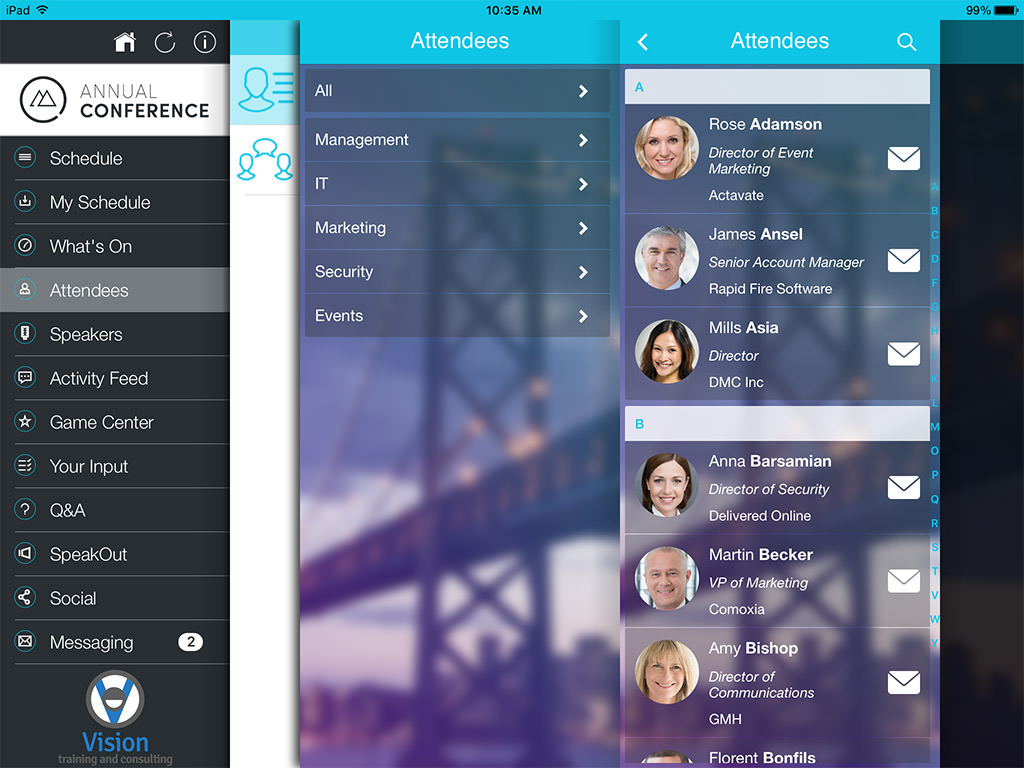 iPad
10:35 AM
99%
ANNUAL
CONFERENCE
Schedule
My Schedule
What's On
Attendees
Speakers
Activity Feed
Game Center
Your Input
Q&A
SpeakOut
Social
Messaging 2
Vision
training and consulting
Attendees
All
Management
IT
Marketing
Security
Events
Attendees
A
Rose Adamson
Director of Event
Marketing
Actavate
James Ansel
Senior Account Manager
Rapid Fire Software
Mills Asia
Director
DMC Inc
B
Anna Barsamian
Director of Security
Delivered Online
Martin Becker
VP of Marketing
Comoxia
Amy Bishop
Director of
Communications
GMH
Florent Bonfils
A
B
C
D
F
G
H
I
K
L
M
O
P
Q
R
S
T
V
W
Y